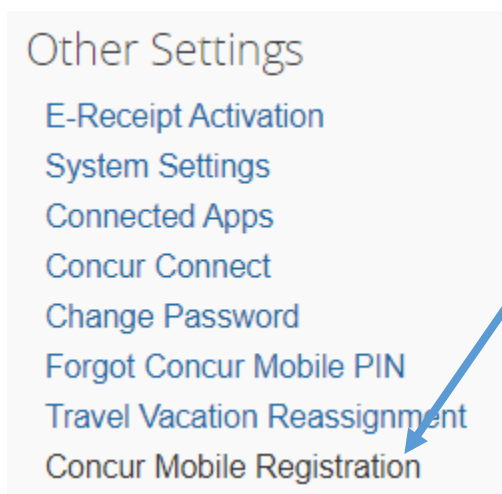 Other Settings
E-Receipt Activation
System Settings
Connected Apps
Concur Connect
Change Password
Forgot Concur Mobile PIN
Travel Vacation Reassignment
Concur Mobile Registration